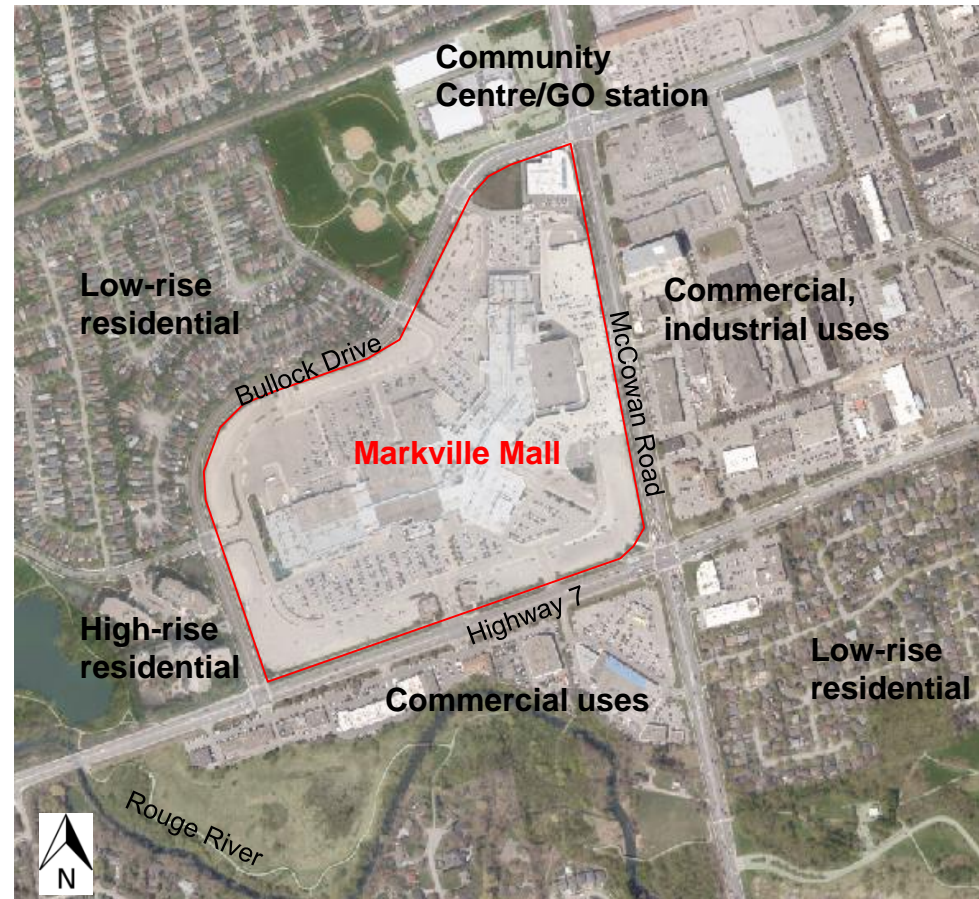 Community
Centre/GO station
Low-rise
residential
Commercial,
industrial uses
Bullock Drive
McCowan Road
Markville Mall
High-rise
residential
Highway 7
Low-rise
residential
Commercial uses
Rouge River
N